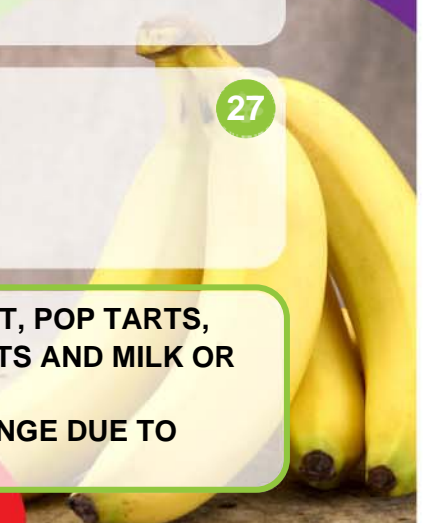 27
T, POP TARTS,
TS AND MILK OR
NGE DUE TO